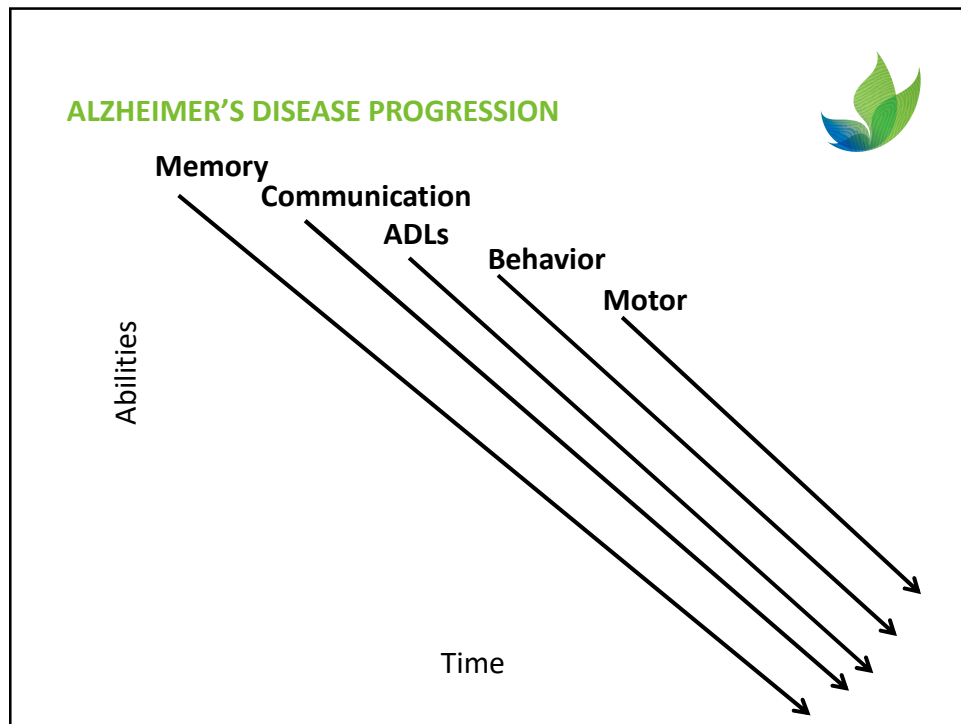 ALZHEIMER’S DISEASE PROGRESSION
Memory
Communication
ADLs
Behavior
Motor
Abilities
Time